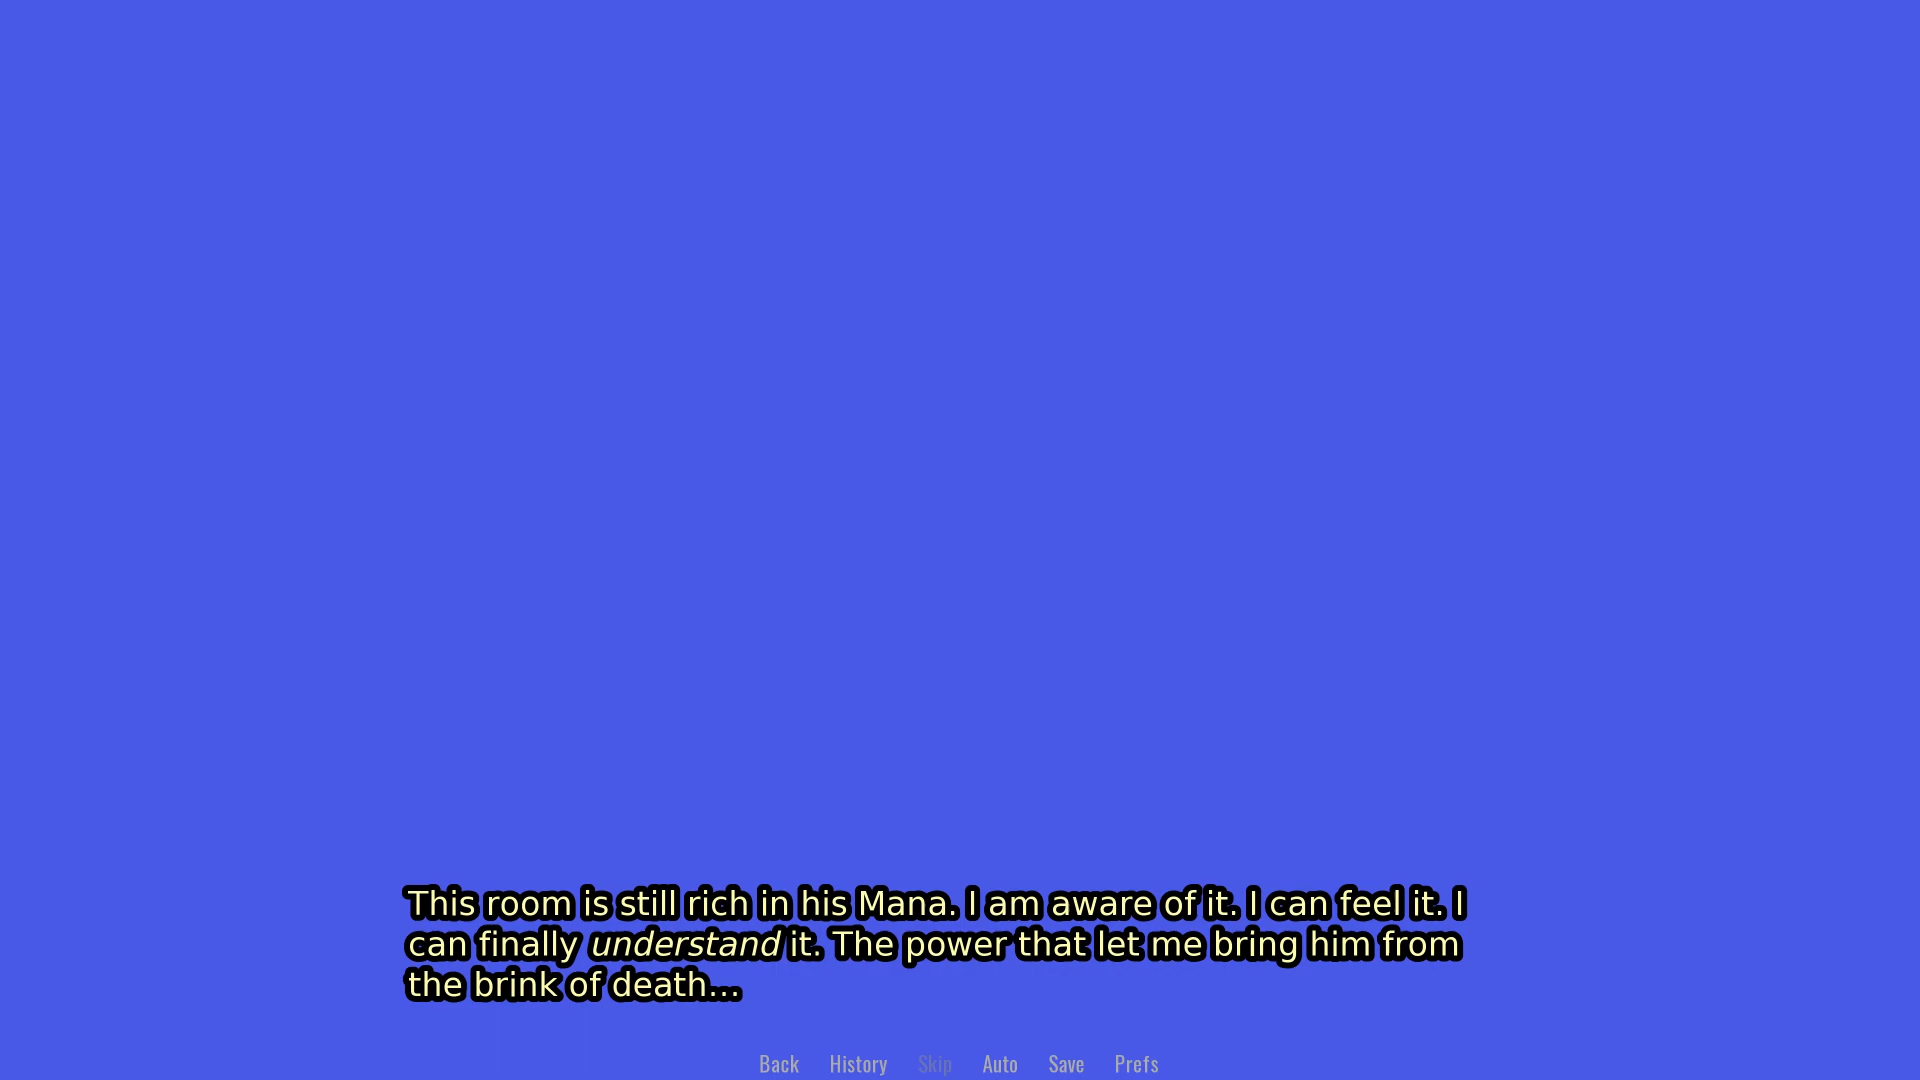 This room is still rich in his Mana. I am aware of it. I can feel it. I
can finally understand it. The power that let me bring him from
the brink of death...
Back History Skip Auto Save Prefs